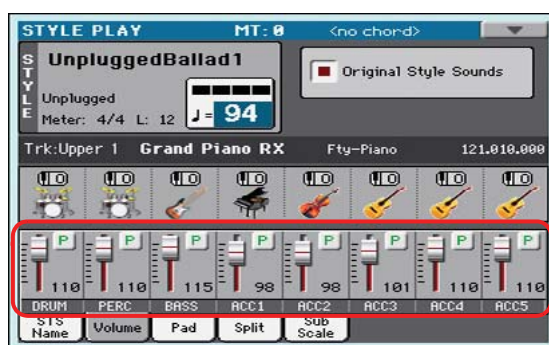 STYLE PLAY MT: 0 <no chord>
STYLE
UnpluggedBallad1
Unplugged
Meter: 4/4 L: 12 ♩= 94
Original Style Sounds
Trk:Upper 1 Grand Piano RX Fty-Piano 121.010.000
P P P P P P P P
110 110 115 98 98 101 110 110
DRUM PERC BASS ACC1 ACC2 ACC3 ACC4 ACC5
STS Name Volume Pad Split Sub Scale